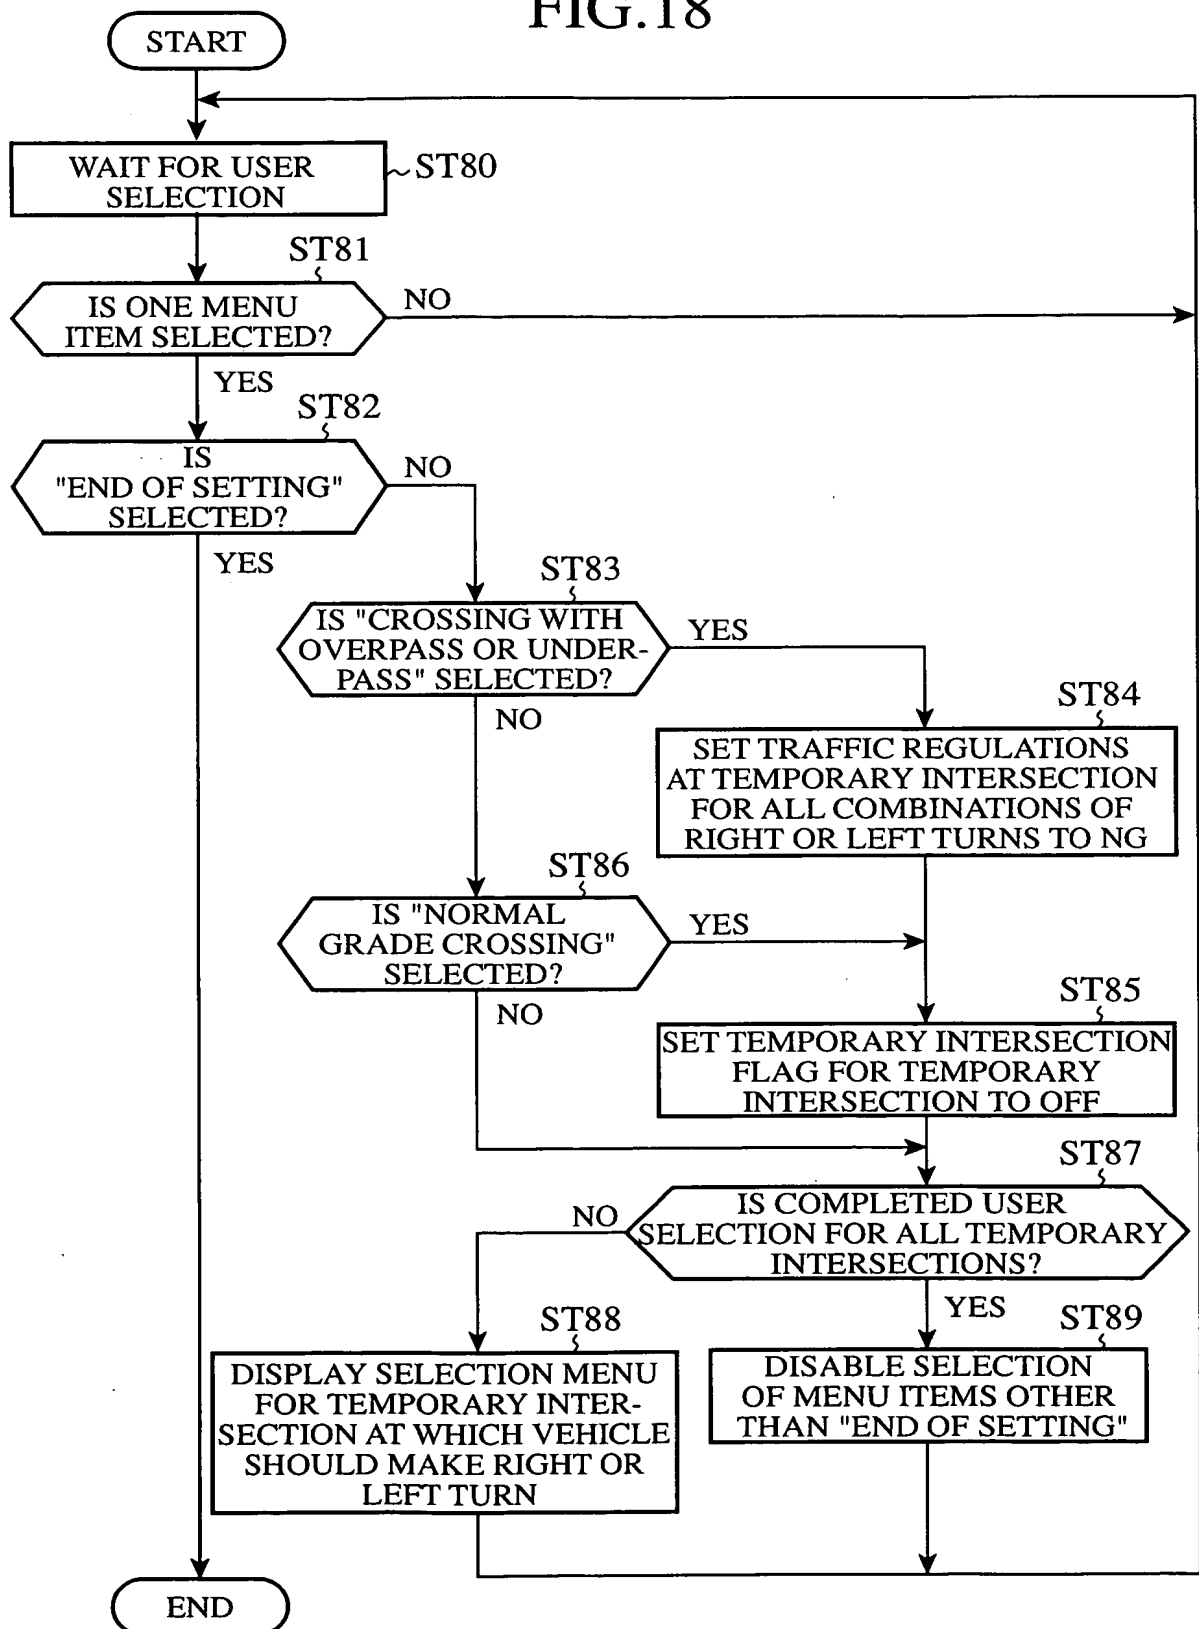 FIG.18
START
WAIT FOR USER
SELECTION
ST80
ST81
IS ONE MENU
ITEM SELECTED?
NO
YES
ST82
IS
"END OF SETTING"
SELECTED?
NO
YES
ST83
IS "CROSSING WITH
OVERPASS OR UNDER-
PASS" SELECTED?
YES
NO
ST84
SET TRAFFIC REGULATIONS
AT TEMPORARY INTERSECTION
FOR ALL COMBINATIONS OF
RIGHT OR LEFT TURNS TO NG
ST86
IS "NORMAL
GRADE CROSSING"
SELECTED?
YES
NO
ST85
SET TEMPORARY INTERSECTION
FLAG FOR TEMPORARY
INTERSECTION TO OFF
ST87
IS COMPLETED USER
SELECTION FOR ALL TEMPORARY
INTERSECTIONS?
NO
YES
ST88
DISPLAY SELECTION MENU
FOR TEMPORARY INTER-
SECTION AT WHICH VEHICLE
SHOULD MAKE RIGHT OR
LEFT TURN
ST89
DISABLE SELECTION
OF MENU ITEMS OTHER
THAN "END OF SETTING"
END